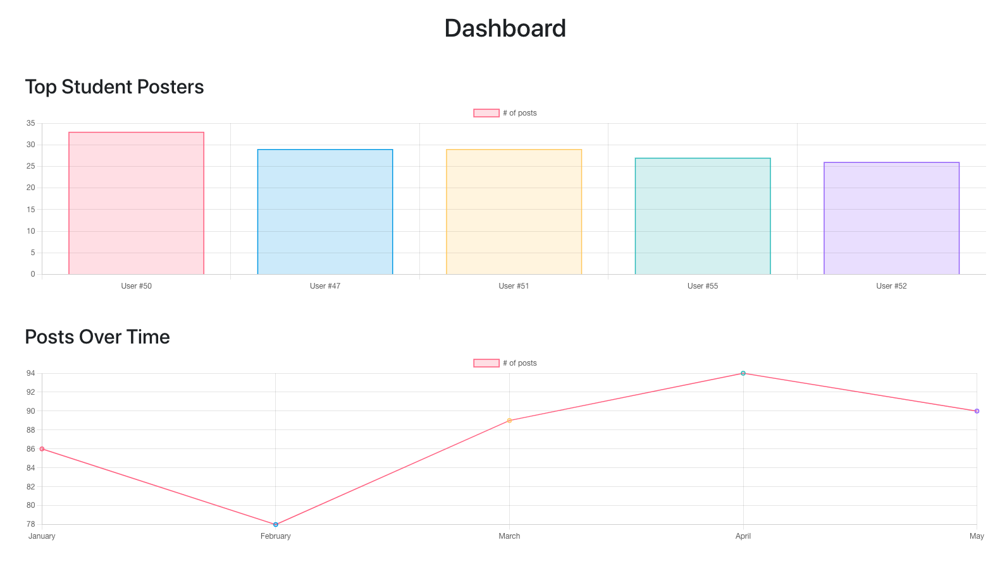 Dashboard
Top Student Posters
# of posts
35
30
25
20
15
10
5
0
User #50 User #47 User #51 User #55 User #52
Posts Over Time
# of posts
94
92
90
88
86
84
82
80
78
January February March April May